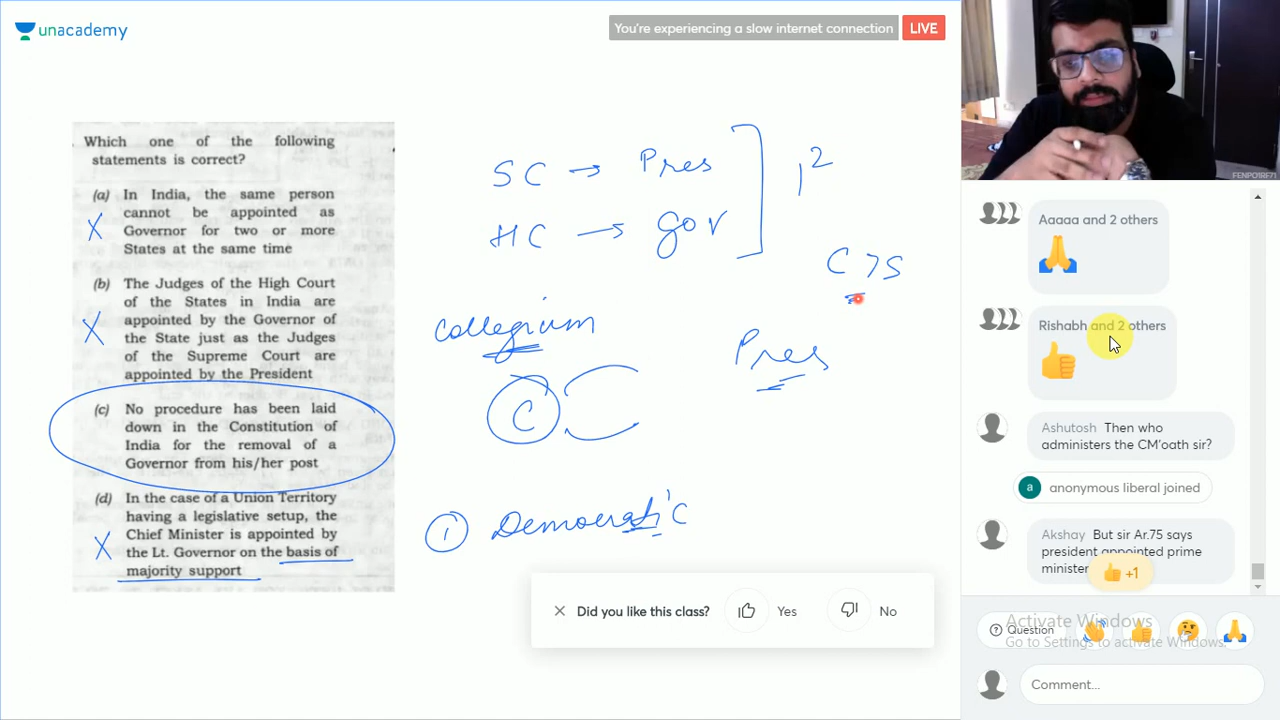 unacademy
You're experiencing a slow internet connection
LIVE
Which one of the following
statements is correct?
(a) In India, the same person
cannot be appointed as
Governor for two or more
States at the same time
(b) The Judges of the High Court
of the States in India are
appointed by the Governor of
the State just as the Judges
of the Supreme Court are
appointed by the President
(c) No procedure has been laid
down in the Constitution of
India for the removal of a
Governor from his/her post
(d) In the case of a Union Territory
having a legislative setup, the
Chief Minister is appointed by
the Lt. Governor on the basis of
majority support
X
X
X
SC → Pres
HC → gov
C > S
Collegium
Pres
C
① Democratic
Did you like this class?
Yes
No
FENPO1RF71
Aaaaa and 2 others
Rishabh and 2 others
Ashutosh Then who
administers the CM'oath sir?
a anonymous liberal joined
Akshay But sir Ar.75 says
president appointed prime
minister
+1
Activate Windows
Go to Settings to activate Windows.
Question
Comment...